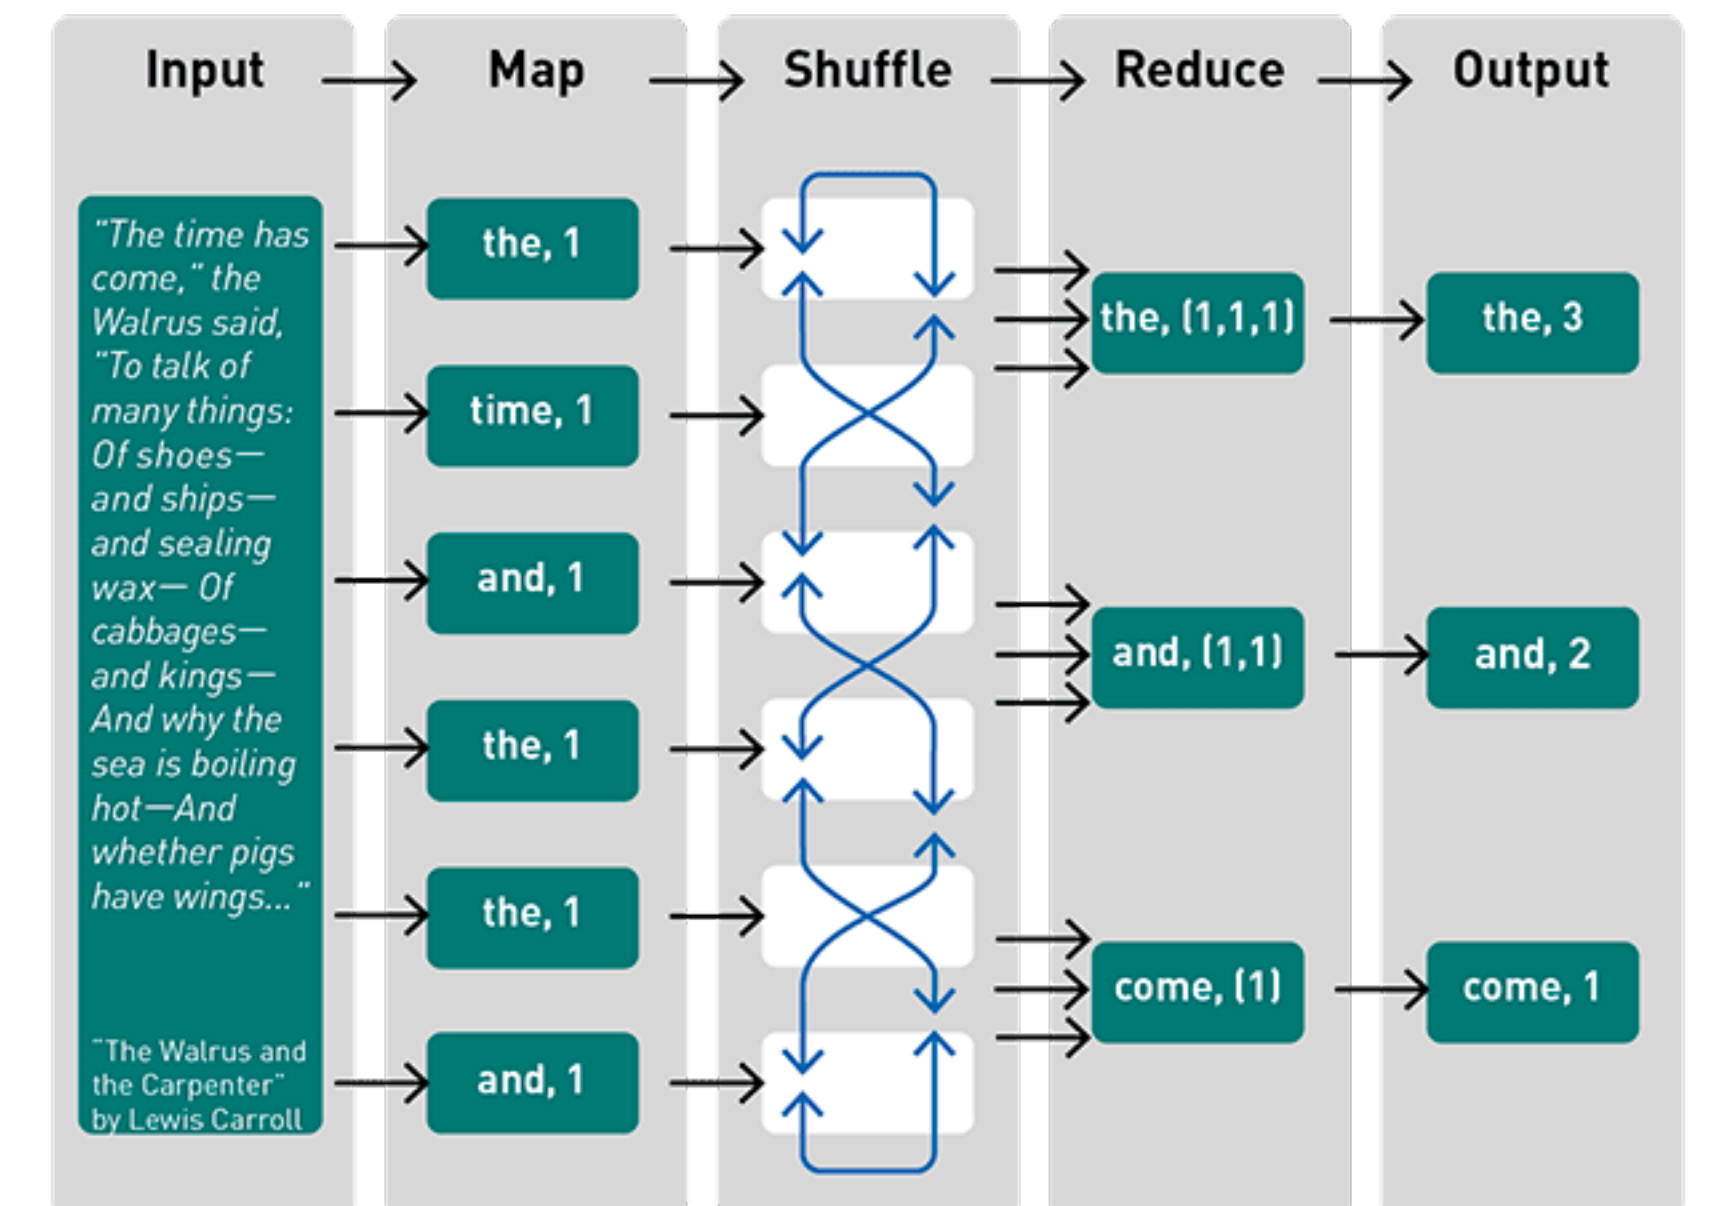 Input
Map
Shuffle
Reduce
Output
"The time has
come," the
Walrus said,
"To talk of
many things:
Of shoes—
and ships—
and sealing
wax— Of
cabbages—
and kings—
And why the
sea is boiling
hot—And
whether pigs
have wings..."
"The Walrus and
the Carpenter"
by Lewis Carroll
the, 1
time, 1
and, 1
the, 1
the, 1
and, 1
the, (1,1,1)
and, (1,1)
come, (1)
the, 3
and, 2
come, 1